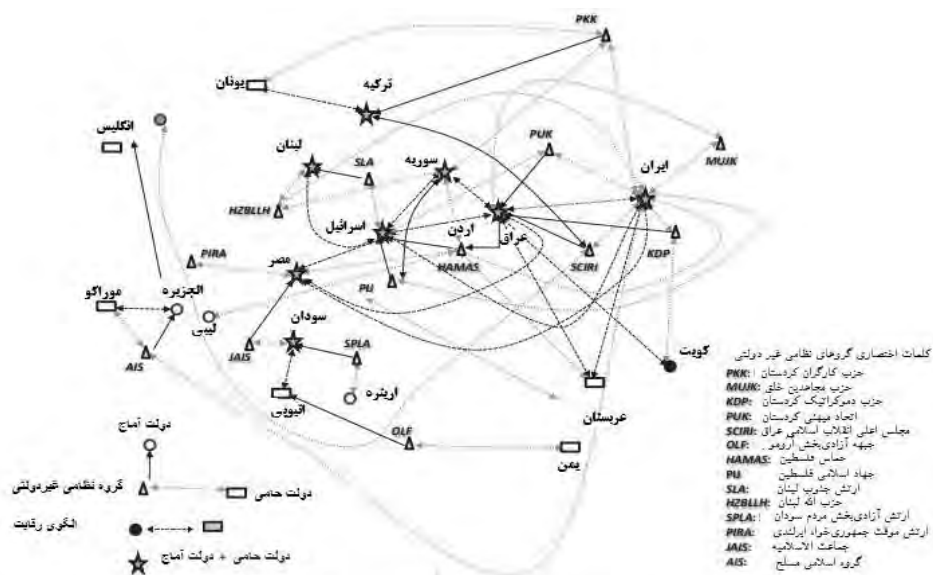 PKK
یونان
ترکیه
انگلیس
لبنان
SLA
سوریه
PUK
ایران
MUJK
HZBLLH
اسرائیل
اردن
عراق
HAMAS
SCIRI
KDP
PIRA
مصر
PIJ
موراکو
الجزیره
لیبی
سودان
JAIS
SPLA
AIS
کویت
اتیوپی
اریتره
عربستان
OLF
یمن
دولت آماج
گروه نظامی غیردولتی
دولت حامی
الگوی رقابت
دولت حامی + دولت آماج
کلمات اختصاری گروهای نظامی غیر دولتی
PKK: حزب کارگران کردستان
MUJK: حزب مجاهدین خلق
KDP: حزب دموکراتیک کردستان
PUK: اتحاد میهنی کردستان
SCIRI: مجلس اعلی انقلاب اسلامی عراق
OLF: جبهه آزادی‌بخش آرومو
HAMAS: حماس فلسطین
PIJ جهاد اسلامی فلسطین
SLA: ارتش جنوب لبنان
HZBLLH: حزب الله لبنان
SPLA: ارتش آزادی‌بخش مردم سودان
PIRA: ارتش موقت جمهوری‌خواه ایرلندی
JAIS: جماعت الاسلامیه
AIS: گروه اسلامی مسلح